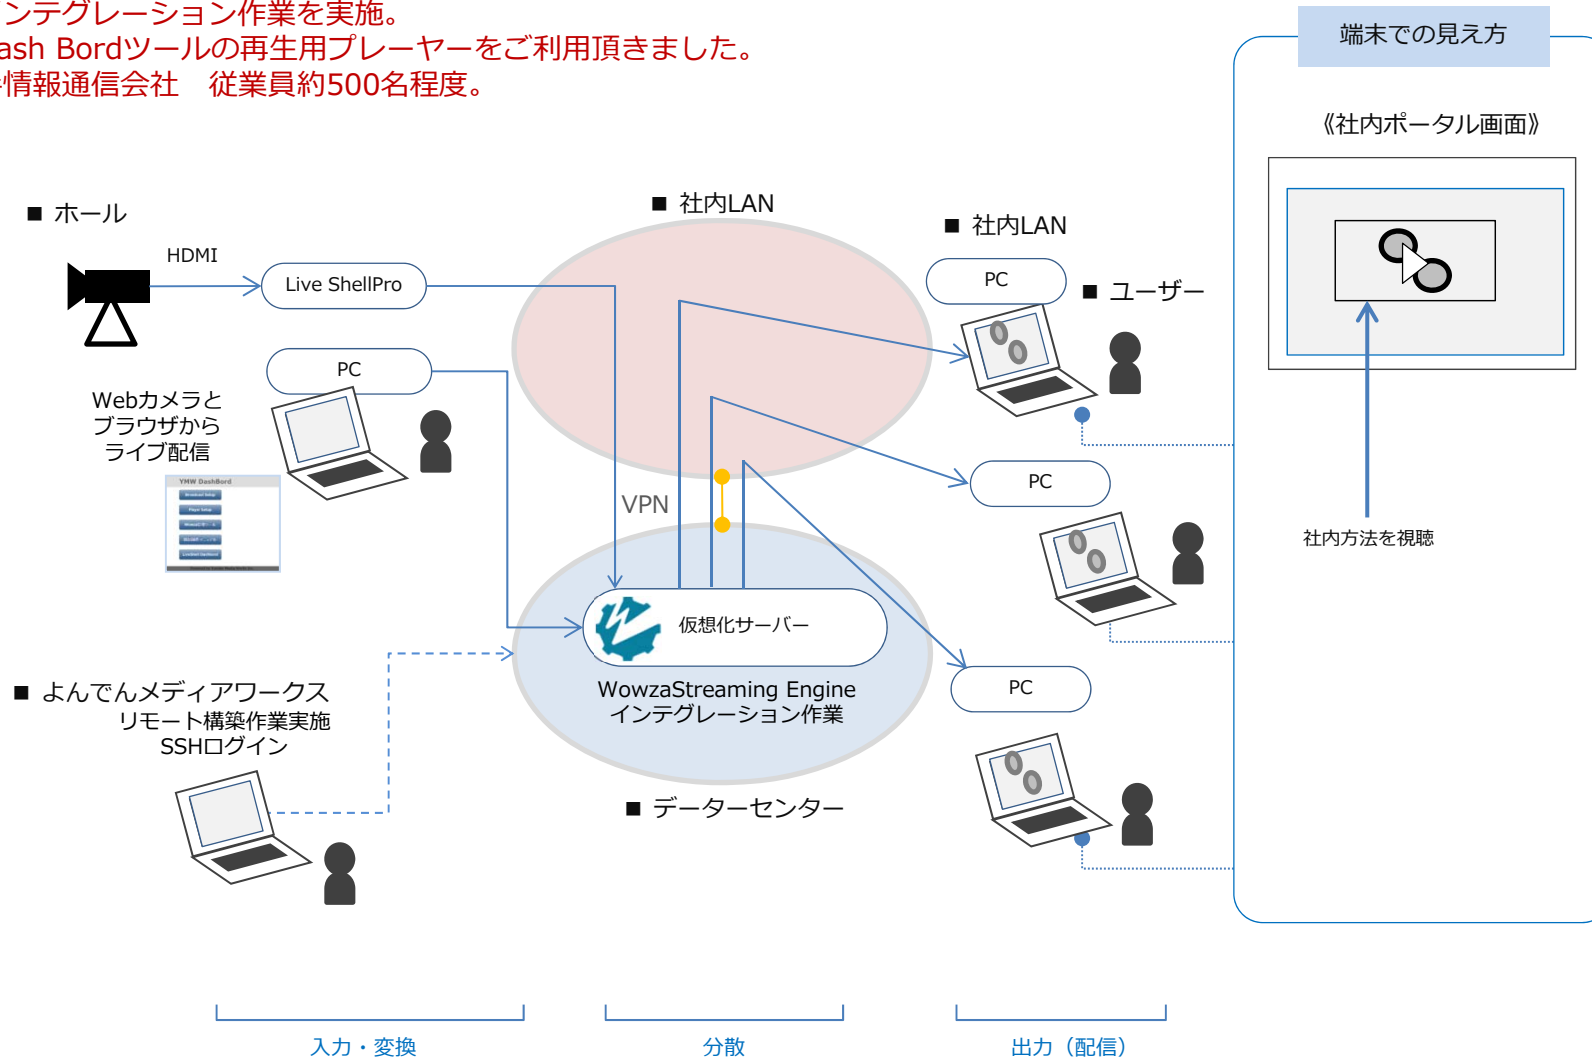 ンテグレーション作業を実施。
ash Bordツールの再生用プレーヤーをご利用頂きました。
情報通信会社　従業員約500名程度。
端末での見え方
《社内ポータル画面》
■ ホール
HDMI
Live ShellPro
■ 社内LAN
■ 社内LAN
PC
■ ユーザー
PC
Webカメラと
ブラウザから
ライブ配信
YMW DashBord
Broadcast Setup
Player Setup
VPN
PC
社内方法を視聴
仮想化サーバー
WowzaStreaming Engine
インテグレーション作業
PC
■ よんでんメディアワークス
リモート構築作業実施
SSHログイン
■ データーセンター
入力・変換
分散
出力（配信）